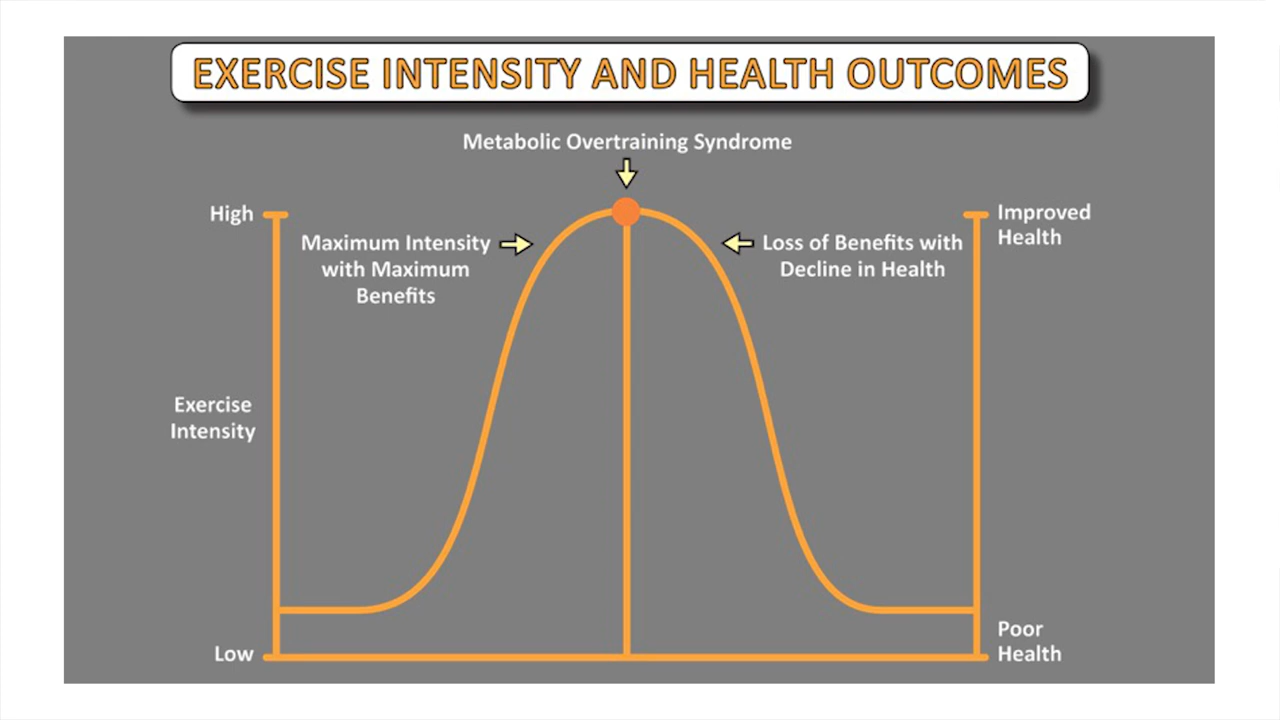 EXERCISE INTENSITY AND HEALTH OUTCOMES
Metabolic Overtraining Syndrome
High
Improved
Health
Maximum Intensity
with Maximum
Benefits
Loss of Benefits with
Decline in Health
Exercise
Intensity
Low
Poor
Health